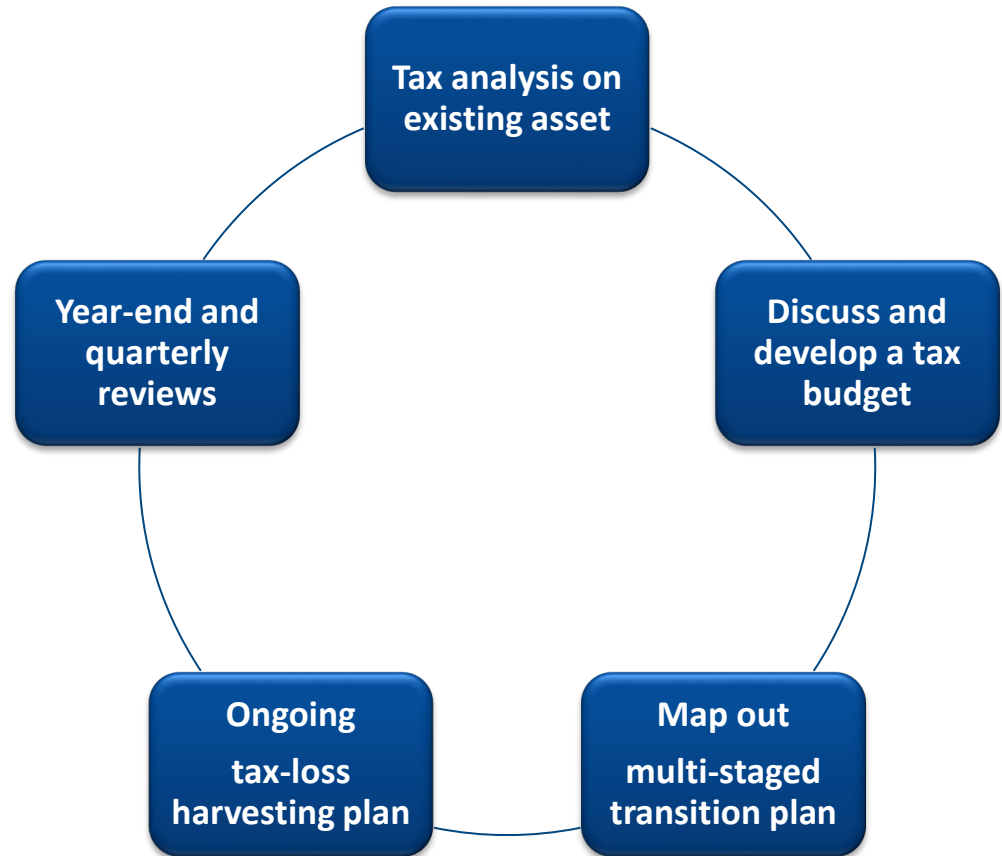 Tax analysis on
existing asset
Discuss and
develop a tax
budget
Map out
multi-staged
transition plan
Ongoing
tax-loss
harvesting plan
Year-end and
quarterly
reviews